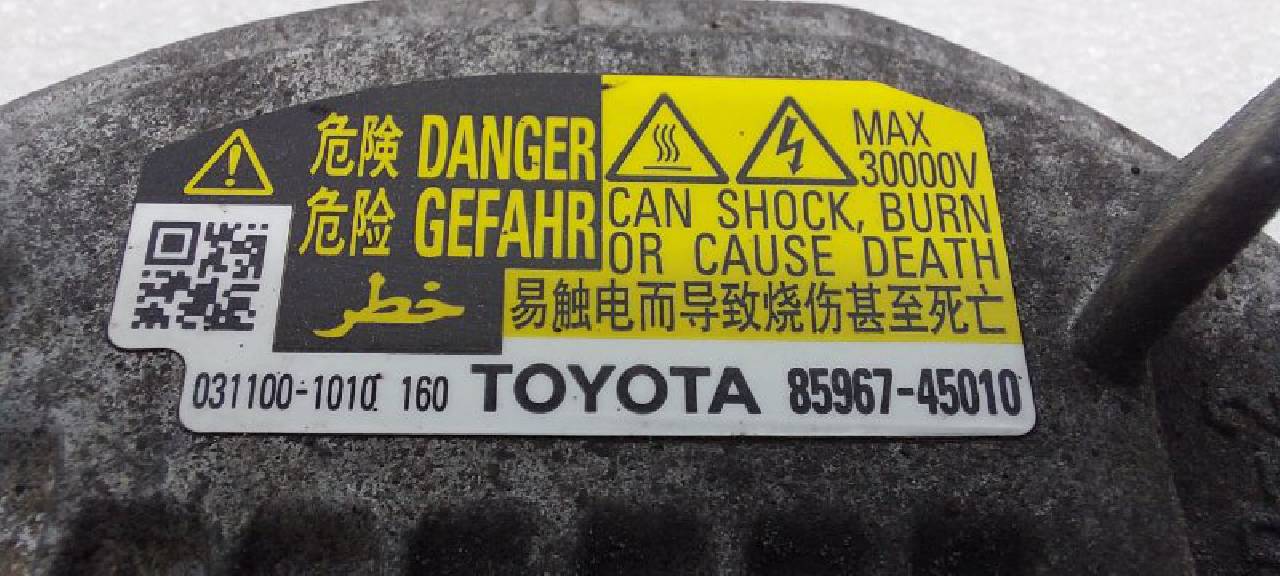 危険 DANGER
危险 GEFAHR
خطر
MAX
30000V
CAN SHOCK, BURN
OR CAUSE DEATH
易触电而导致烧伤甚至死亡
031100-1010 160 TOYOTA 85967-45010